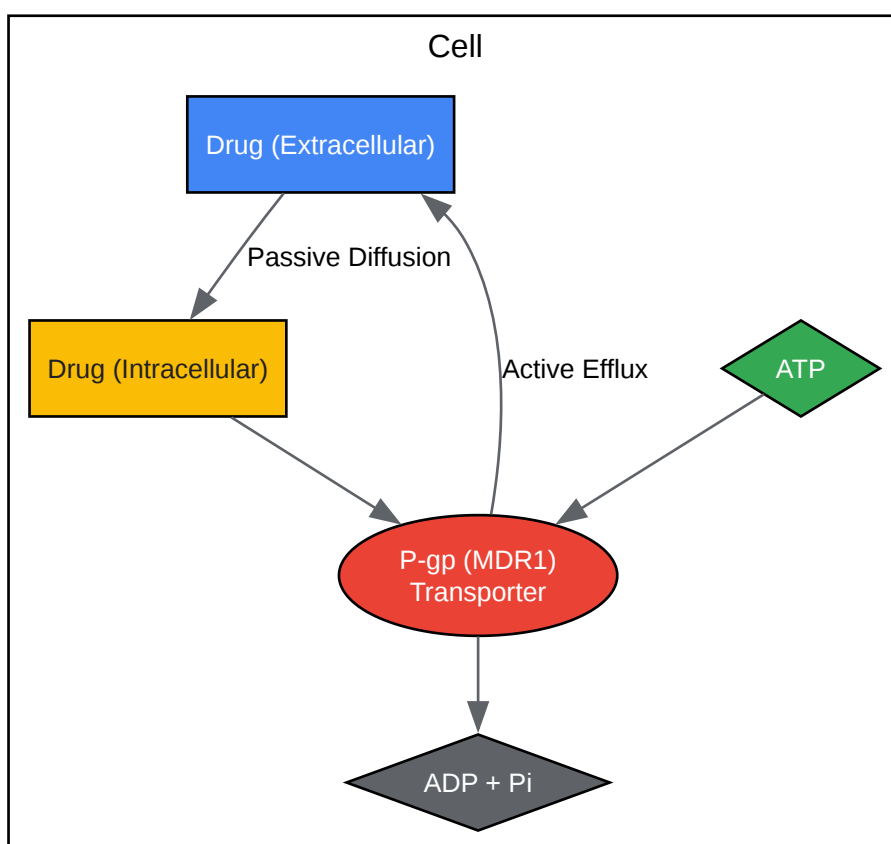 Cell
Drug (Extracellular)
Passive Diffusion
Drug (Intracellular)
Active Efflux
ATP
P-gp (MDR1)
Transporter
ADP + Pi